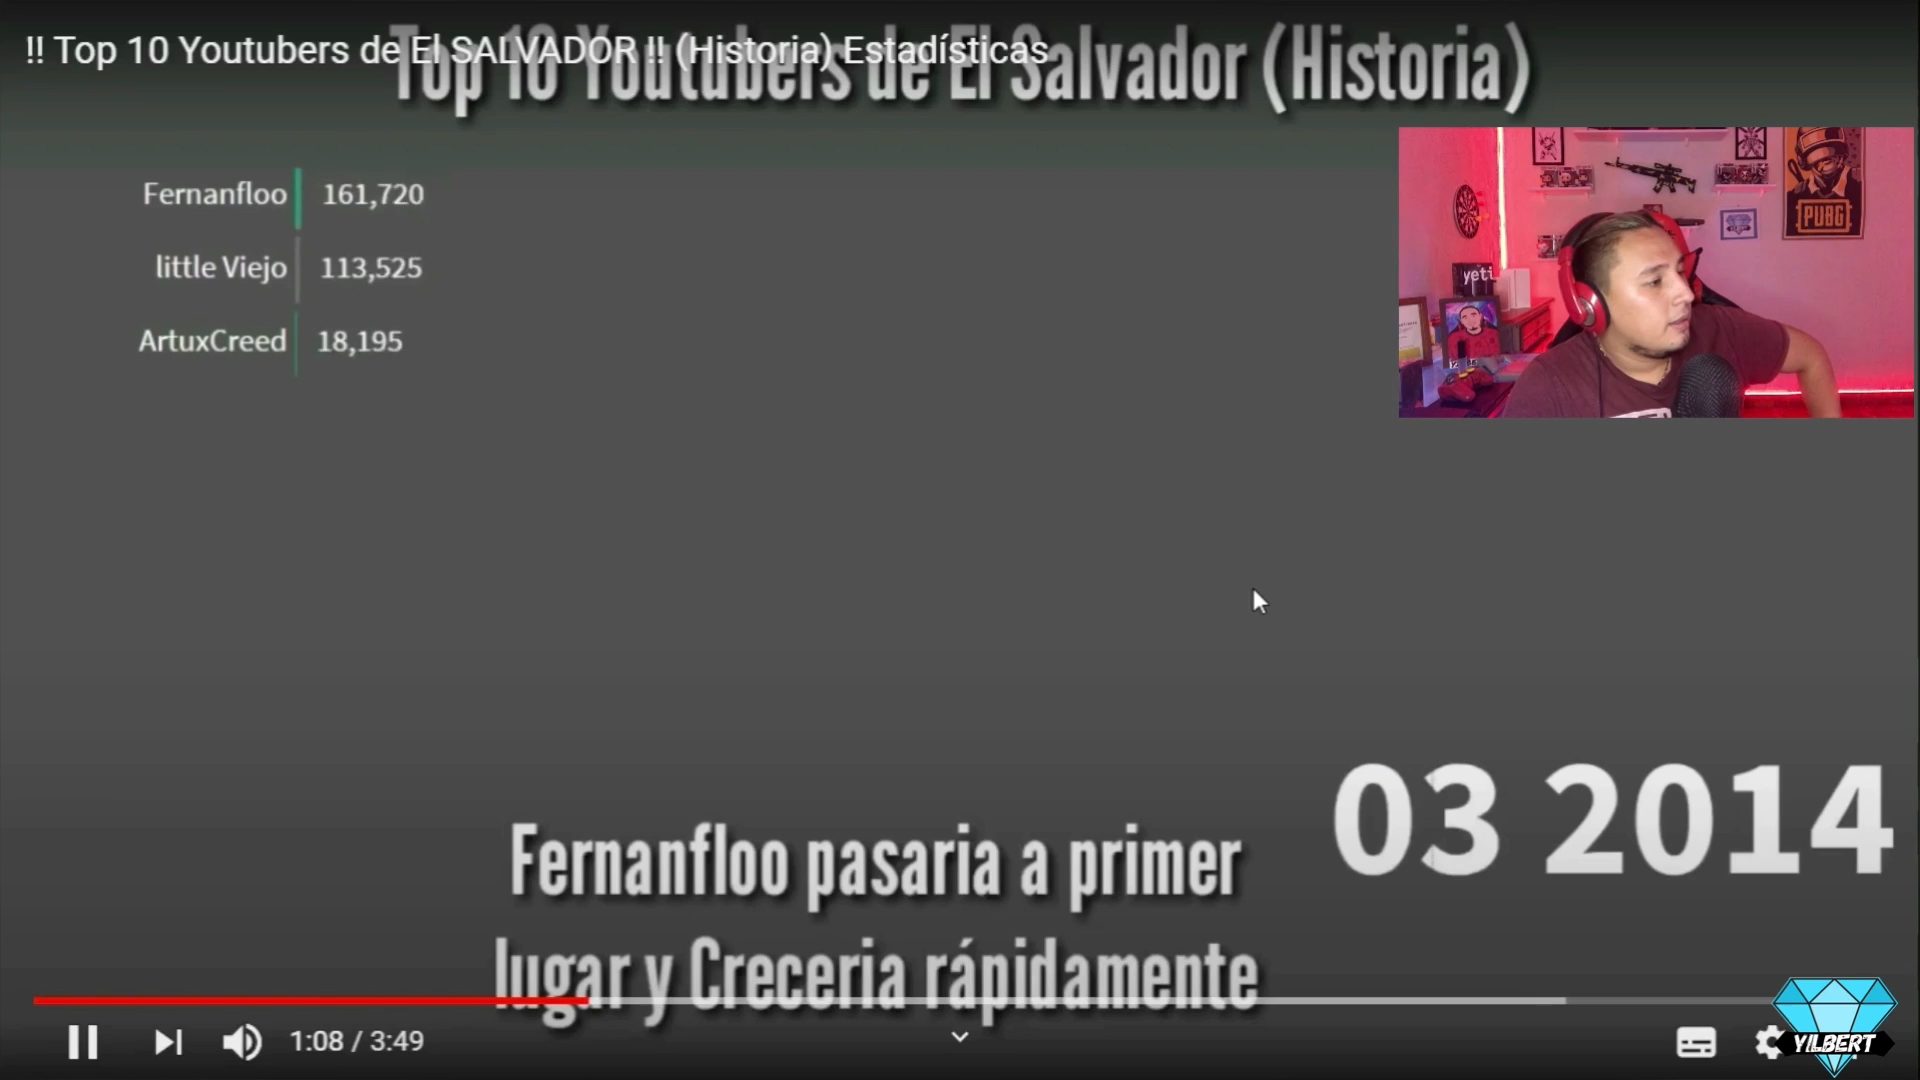 !! Top 10 Youtubers de El SALVADOR !! (Historia) Estadísticas
Top 10 Youtubers de El Salvador (Historia)
Fernanfloo 161,720
little Viejo 113,525
ArtuxCreed 18,195
PUBG
yeti
03 2014
Fernanfloo pasaria a primer
lugar y Creceria rápidamente
1:08 / 3:49
YILBERT